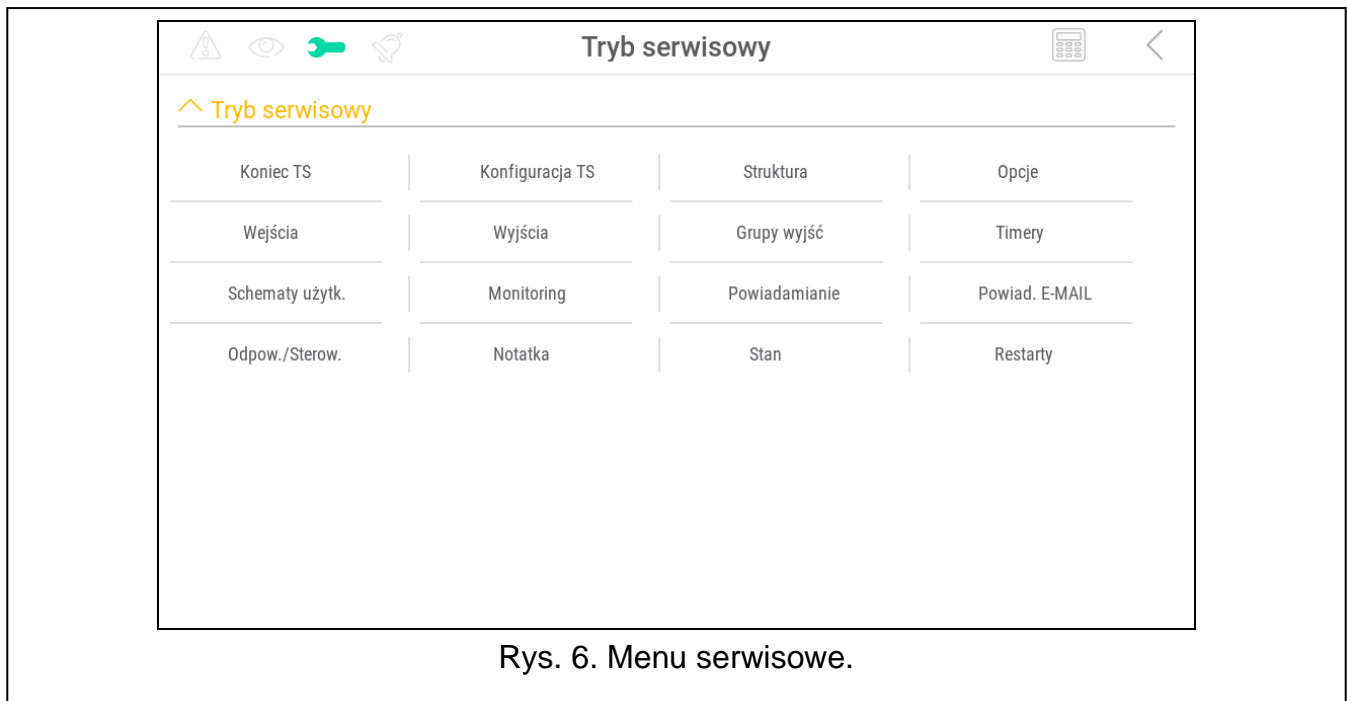 Tryb serwisowy
Tryb serwisowy
Koniec TS Konfiguracja TS Struktura Opcje
Wejścia Wyjścia Grupy wyjść Timery
Schematy użytk. Monitoring Powiadamianie Powiad. E-MAIL
Odpow./Sterow. Notatka Stan Restarty
Rys. 6. Menu serwisowe.